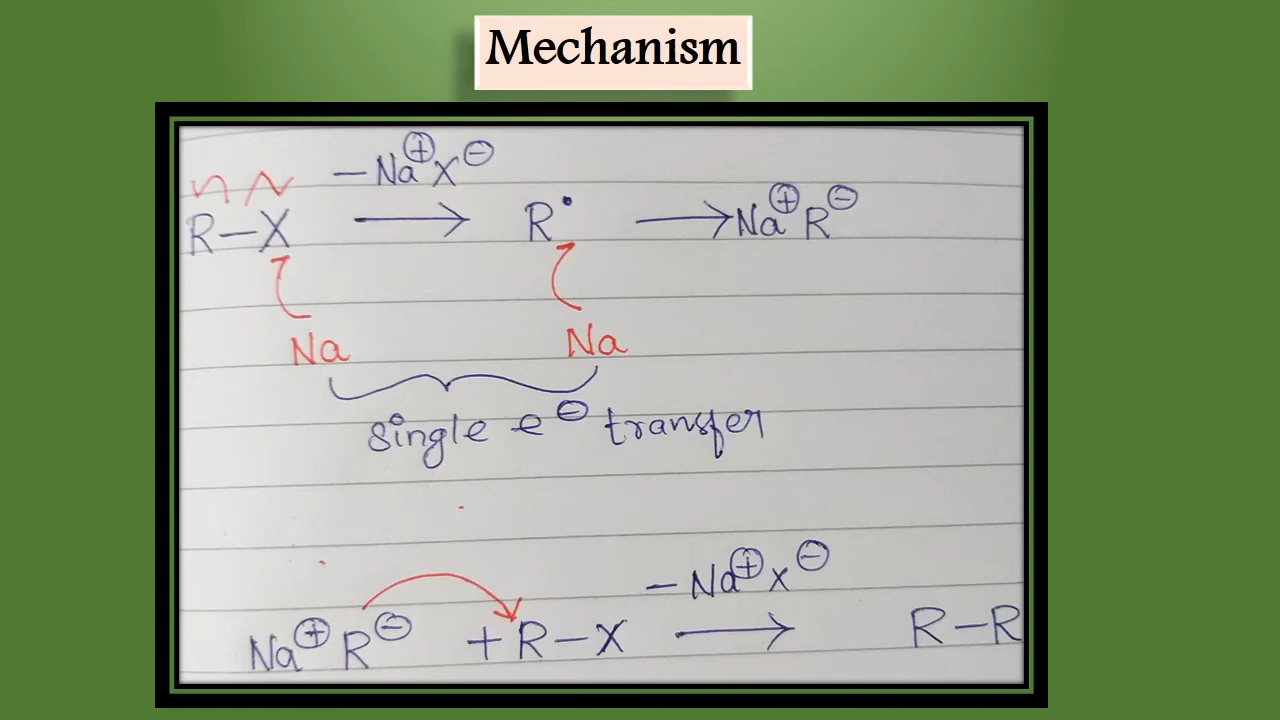 Mechanism
– Na⊕ X⊖
R–X ⟶ R• ⟶ Na⊕ R⊖
Na Na
single e⊖ transfer
– Na⊕ X⊖
Na⊕ R⊖ + R–X ⟶ R–R